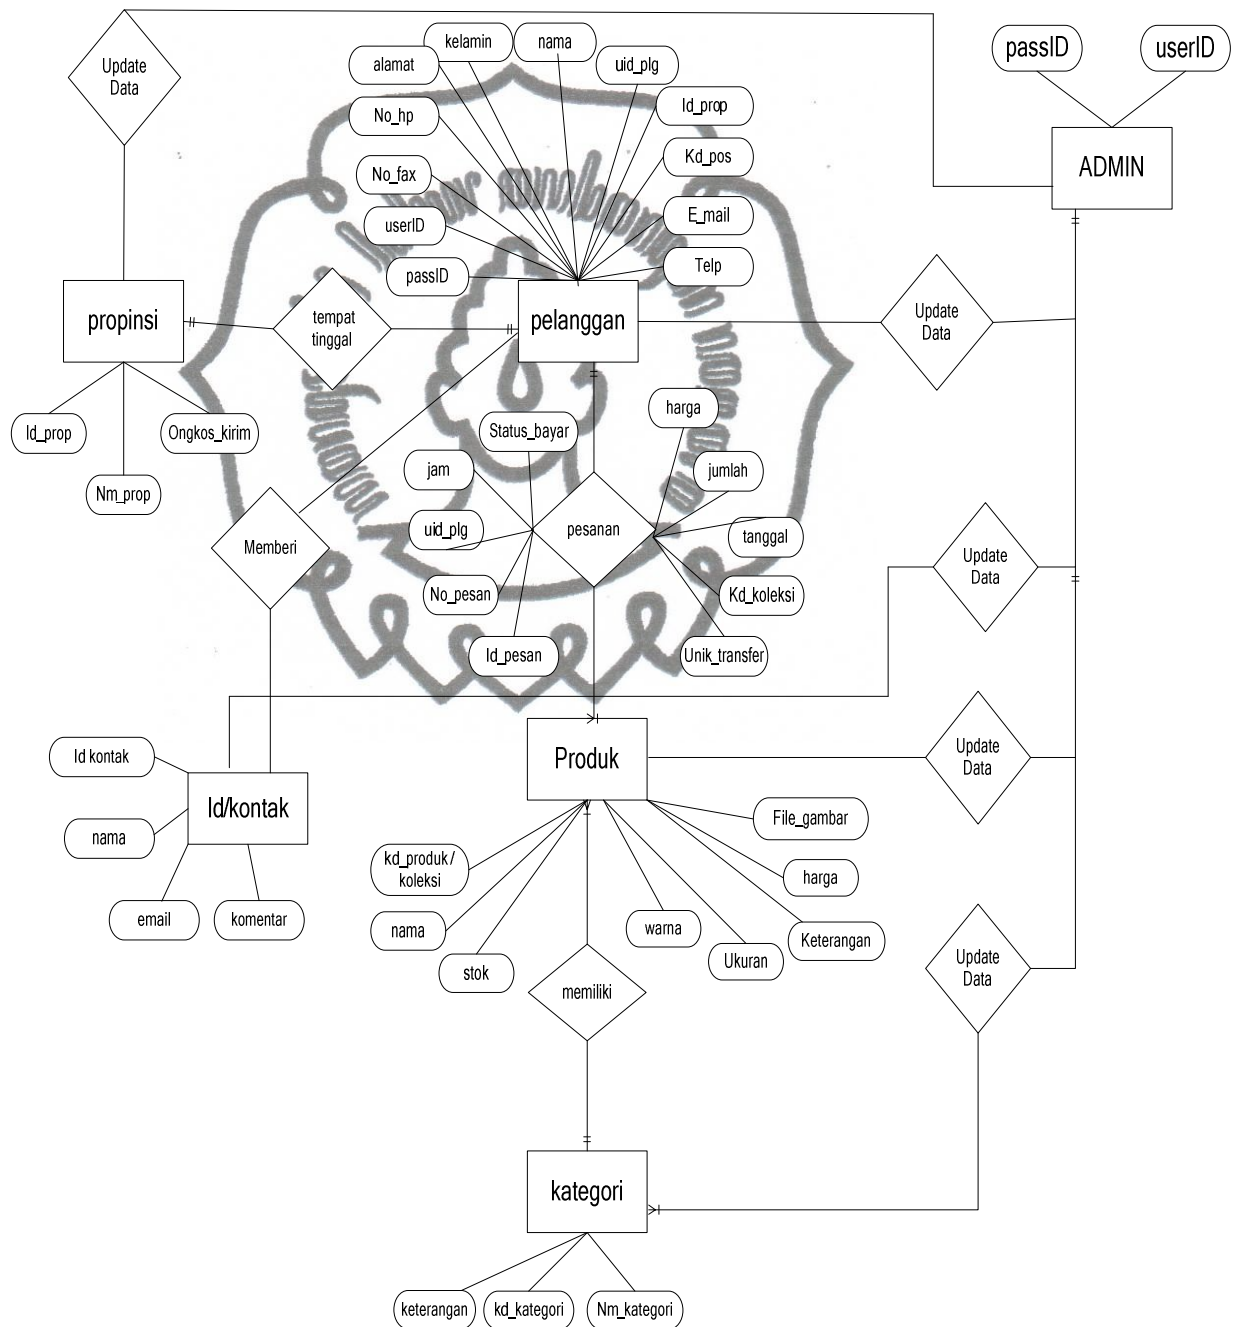 Update
Data
kelamin
nama
alamat
uid_plg
passID
userID
No_hp
Id_prop
No_fax
Kd_pos
ADMIN
userID
E_mail
passID
Telp
propinsi
tempat
tinggal
pelanggan
Update
Data
Id_prop
Ongkos_kirim
Nm_prop
Status_bayar
harga
jam
jumlah
uid_plg
pesanan
tanggal
Memberi
Update
Data
No_pesan
Kd_koleksi
Id_pesan
Unik_transfer
Id kontak
Id/kontak
nama
email
komentar
Produk
Update
Data
File_gambar
kd_produk /
koleksi
harga
nama
warna
Keterangan
stok
Ukuran
memiliki
Update
Data
kategori
keterangan
kd_kategori
Nm_kategori